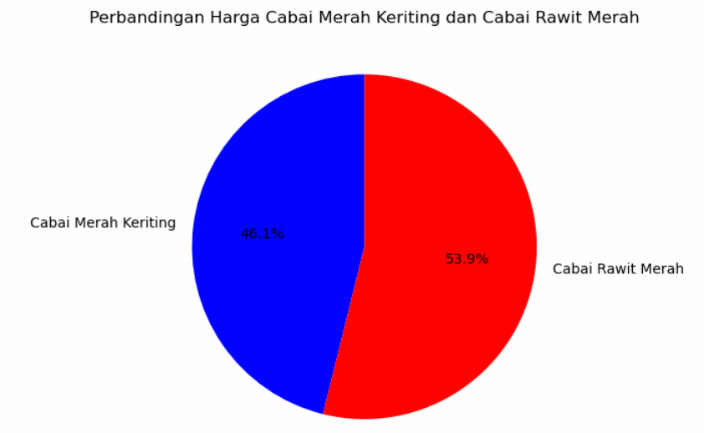 Perbandingan Harga Cabai Merah Keriting dan Cabai Rawit Merah
Cabai Merah Keriting
46.1%
53.9%
Cabai Rawit Merah